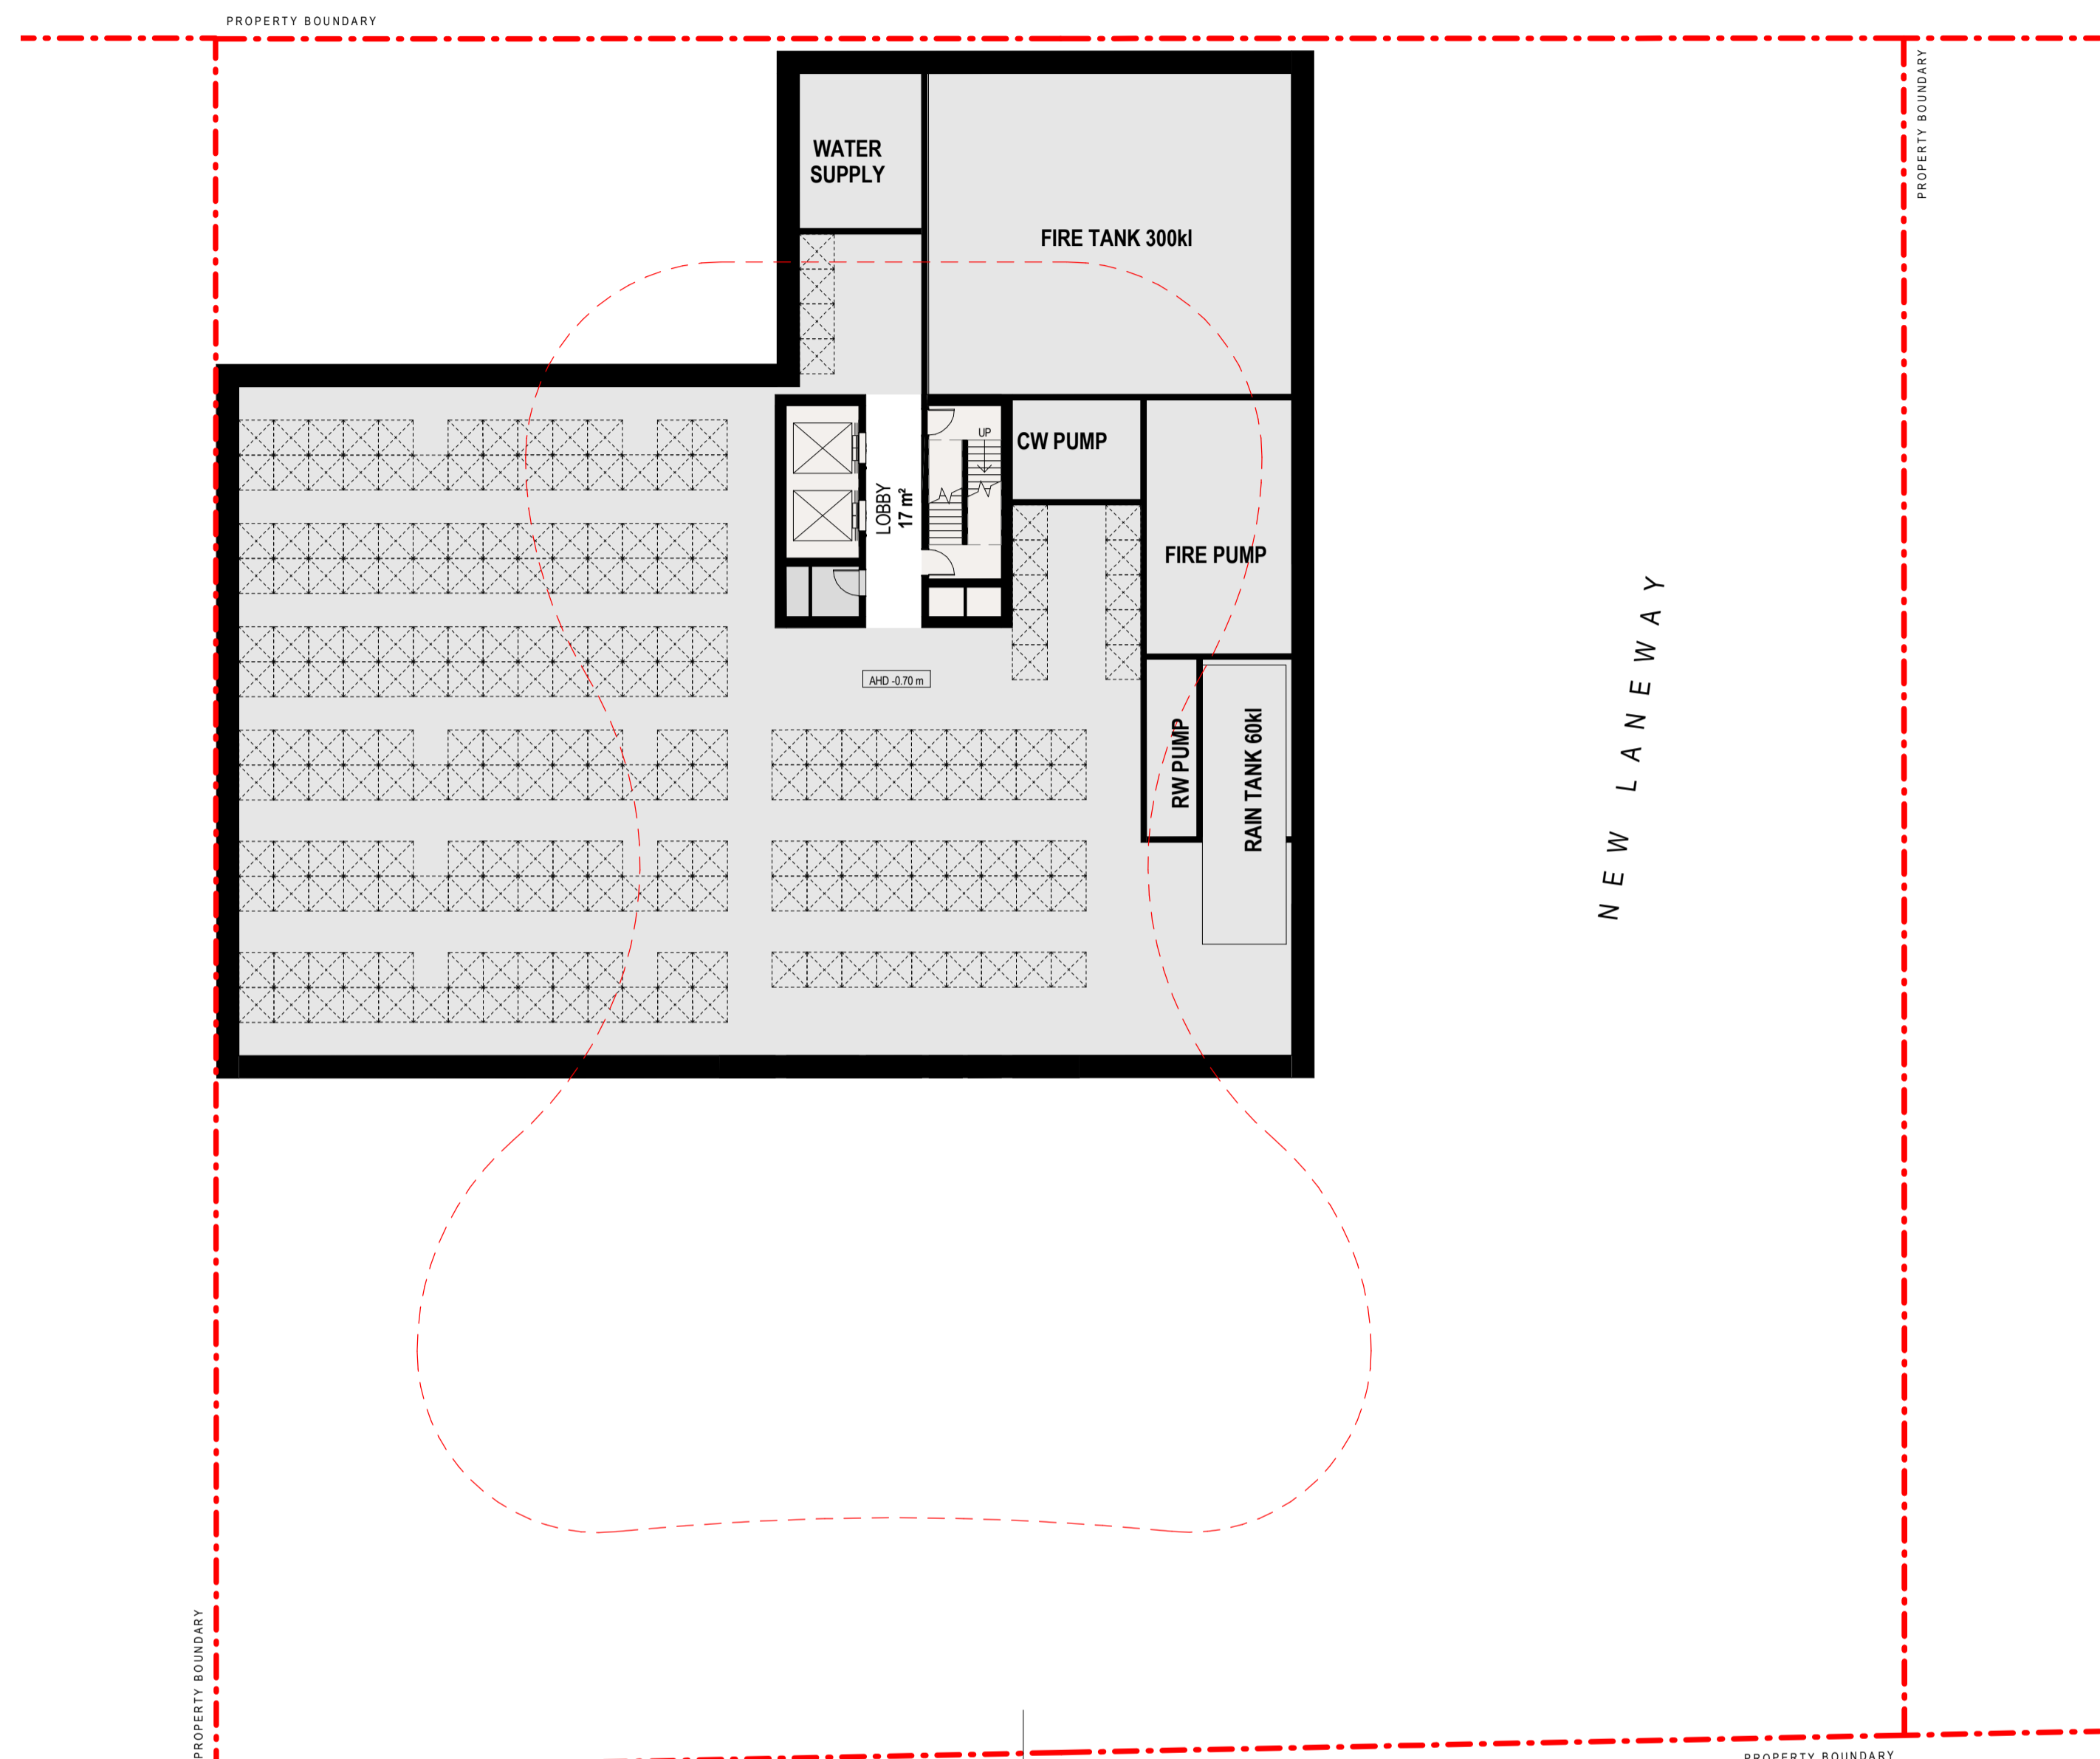 PROPERTY BOUNDARY
PROPERTY BOUNDARY
WATER
SUPPLY
FIRE TANK 300kl
UP
CW PUMP
LOBBY
17 m²
FIRE PUMP
AHD -0.70 m
RW PUMP
RAIN TANK 60kl
NEW LANEWAY
PROPERTY BOUNDARY
PROPERTY BOUNDARY